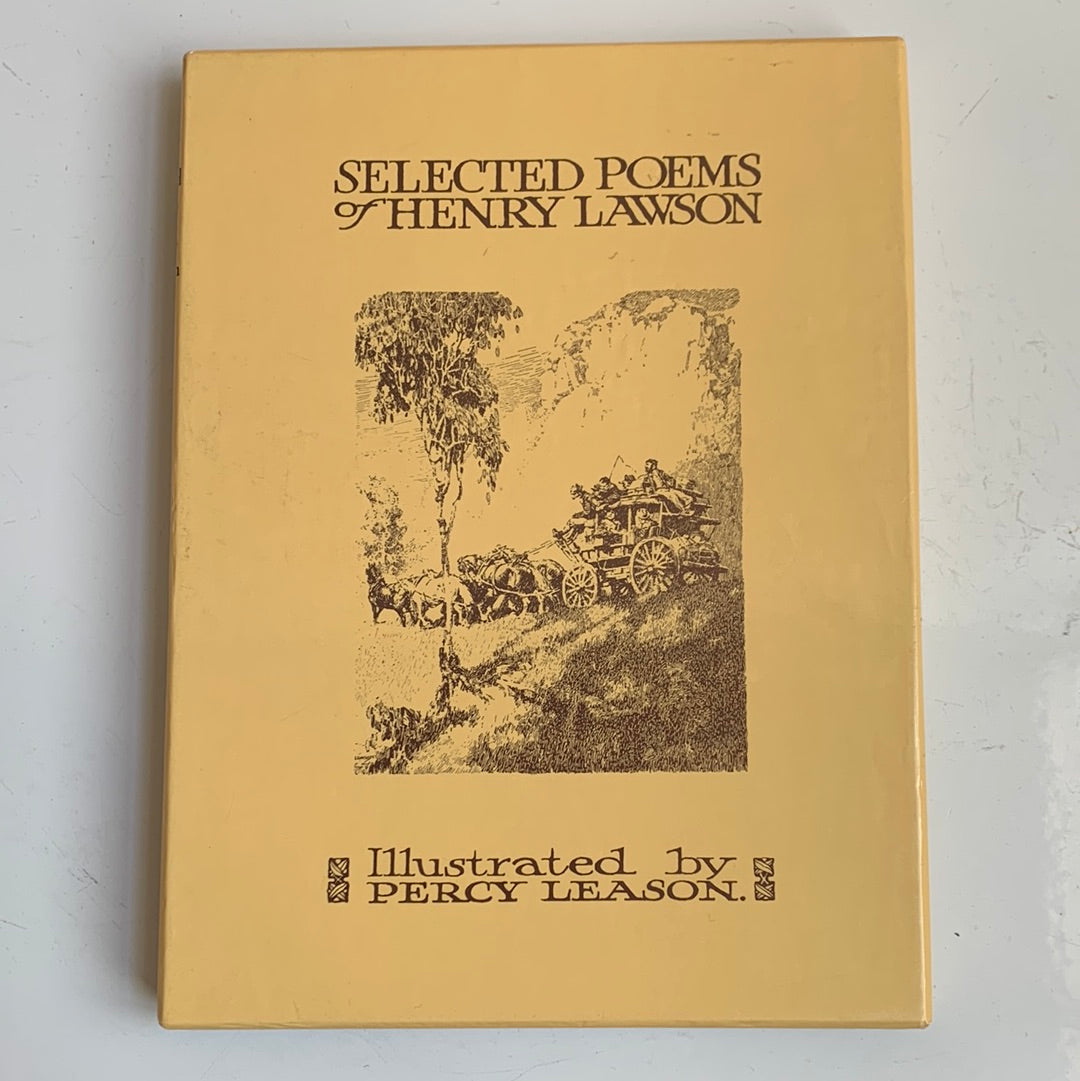 SELECTED POEMS
of HENRY LAWSON
Illustrated by
PERCY LEASON.